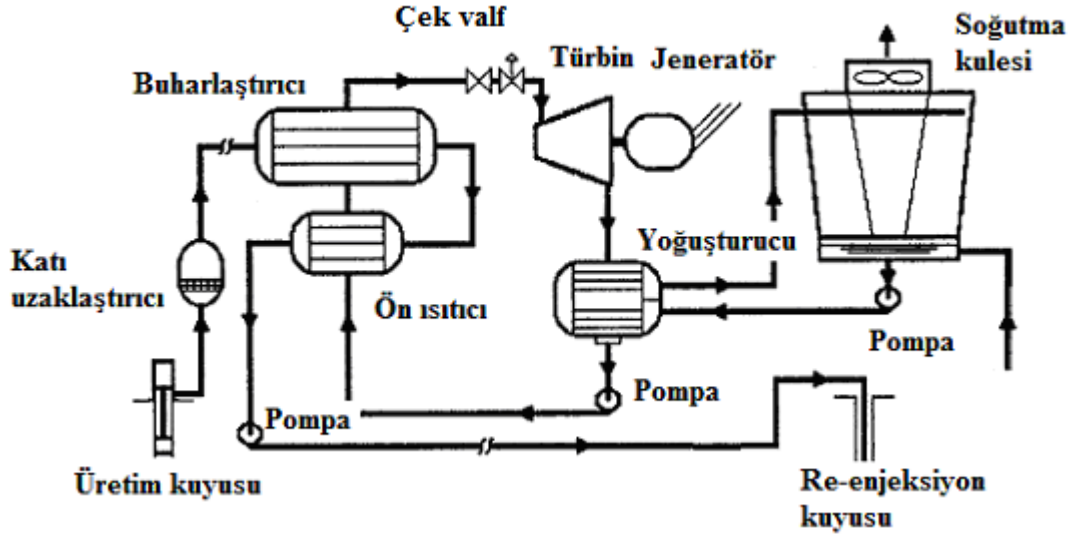 Çek valf
Soğutma
kulesi
Türbin
Jeneratör
Buharlaştırıcı
Yoğuşturucu
Katı
uzaklaştırıcı
Ön ısıtıcı
Pompa
Pompa
Pompa
Üretim kuyusu
Re-enjeksiyon
kuyusu